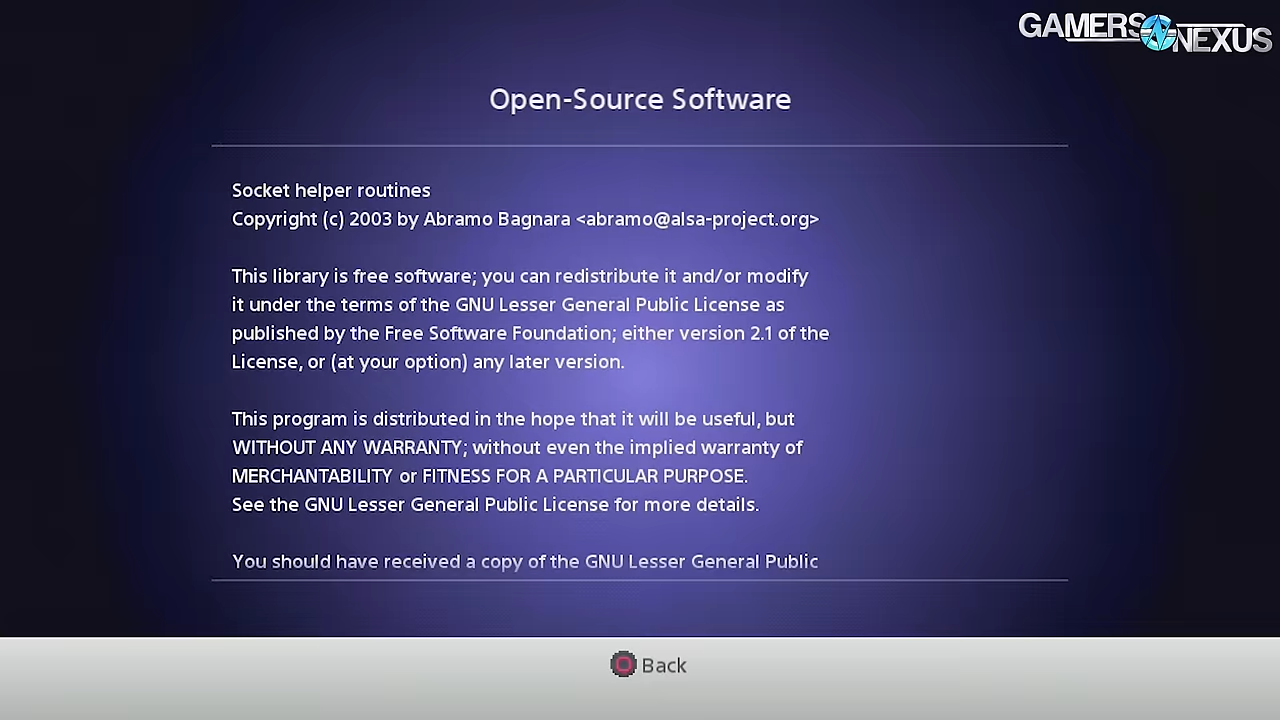 GAMERS NEXUS
Open-Source Software
Socket helper routines
Copyright (c) 2003 by Abramo Bagnara <abramo@alsa-project.org>
This library is free software; you can redistribute it and/or modify
it under the terms of the GNU Lesser General Public License as
published by the Free Software Foundation; either version 2.1 of the
License, or (at your option) any later version.
This program is distributed in the hope that it will be useful, but
WITHOUT ANY WARRANTY; without even the implied warranty of
MERCHANTABILITY or FITNESS FOR A PARTICULAR PURPOSE.
See the GNU Lesser General Public License for more details.
You should have received a copy of the GNU Lesser General Public
Back